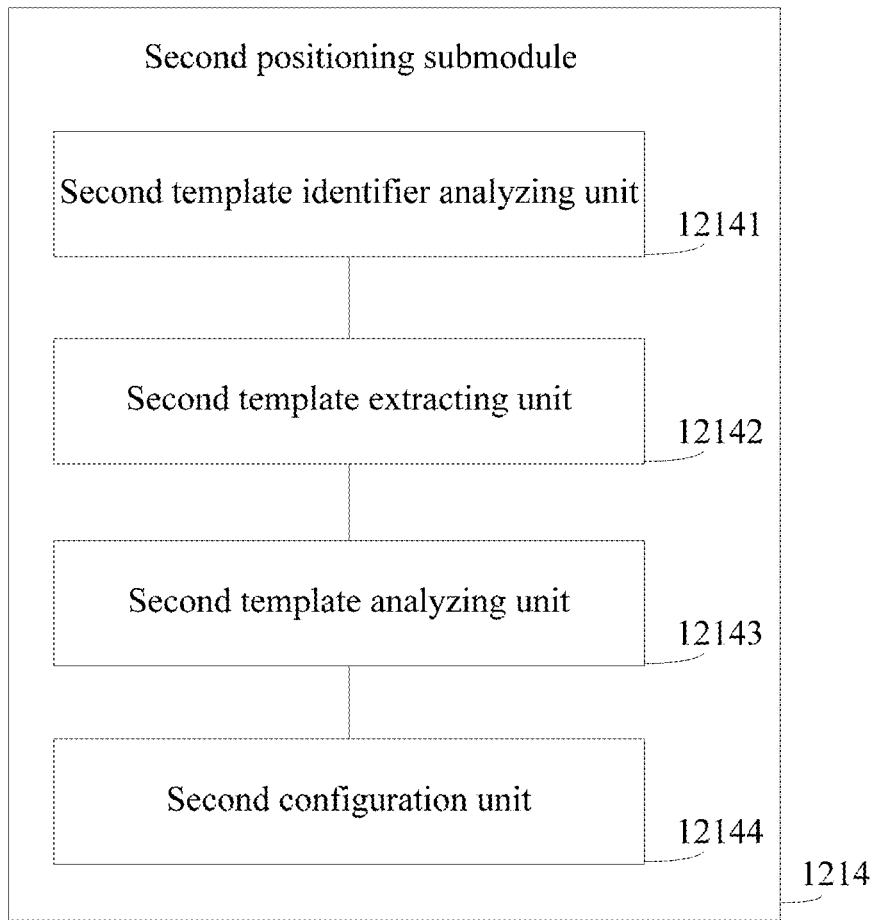 Second positioning submodule
Second template identifier analyzing unit
12141
Second template extracting unit
12142
Second template analyzing unit
12143
Second configuration unit
12144
1214